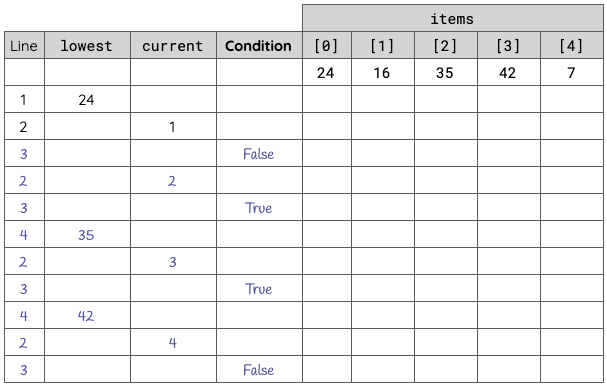 items
Line lowest current Condition [0] [1] [2] [3] [4]
24 16 35 42 7
1 24
2 1
3 False
2 2
3 True
4 35
2 3
3 True
4 42
2 4
3 False